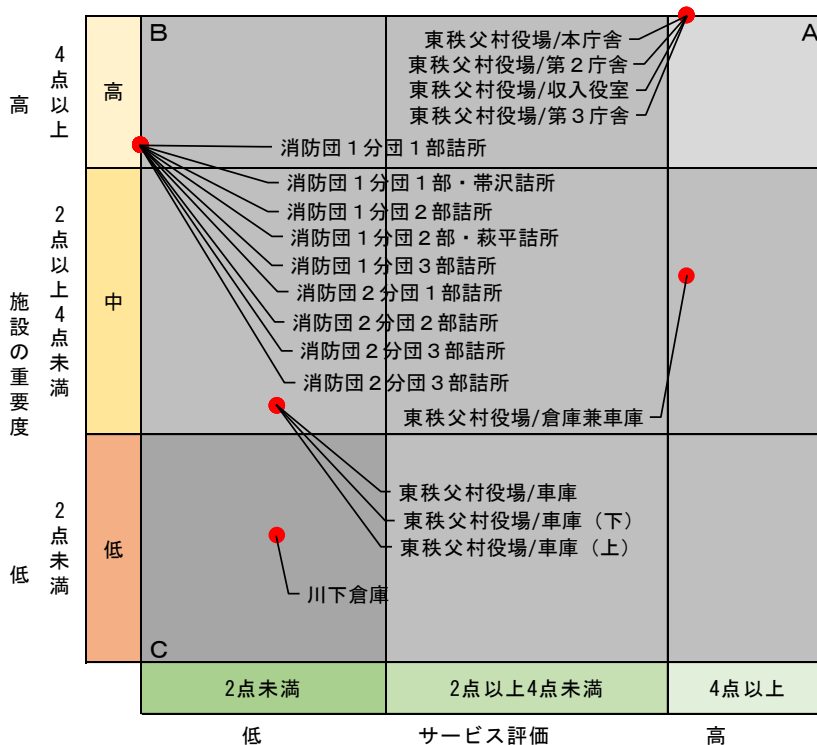 B
A
東秩父村役場/本庁舎
東秩父村役場/第２庁舎
東秩父村役場/収入役室
東秩父村役場/第３庁舎
消防団１分団１部詰所
消防団１分団１部・帯沢詰所
消防団１分団２部詰所
消防団１分団２部・萩平詰所
消防団１分団３部詰所
消防団２分団１部詰所
消防団２分団２部詰所
消防団２分団３部詰所
消防団２分団３部詰所
東秩父村役場/倉庫兼車庫
東秩父村役場/車庫
東秩父村役場/車庫（下）
東秩父村役場/車庫（上）
川下倉庫
C
高
施設の重要度
低
4点以上
2点以上4点未満
2点未満
高
中
低
2点未満
2点以上4点未満
4点以上
低
サービス評価
高